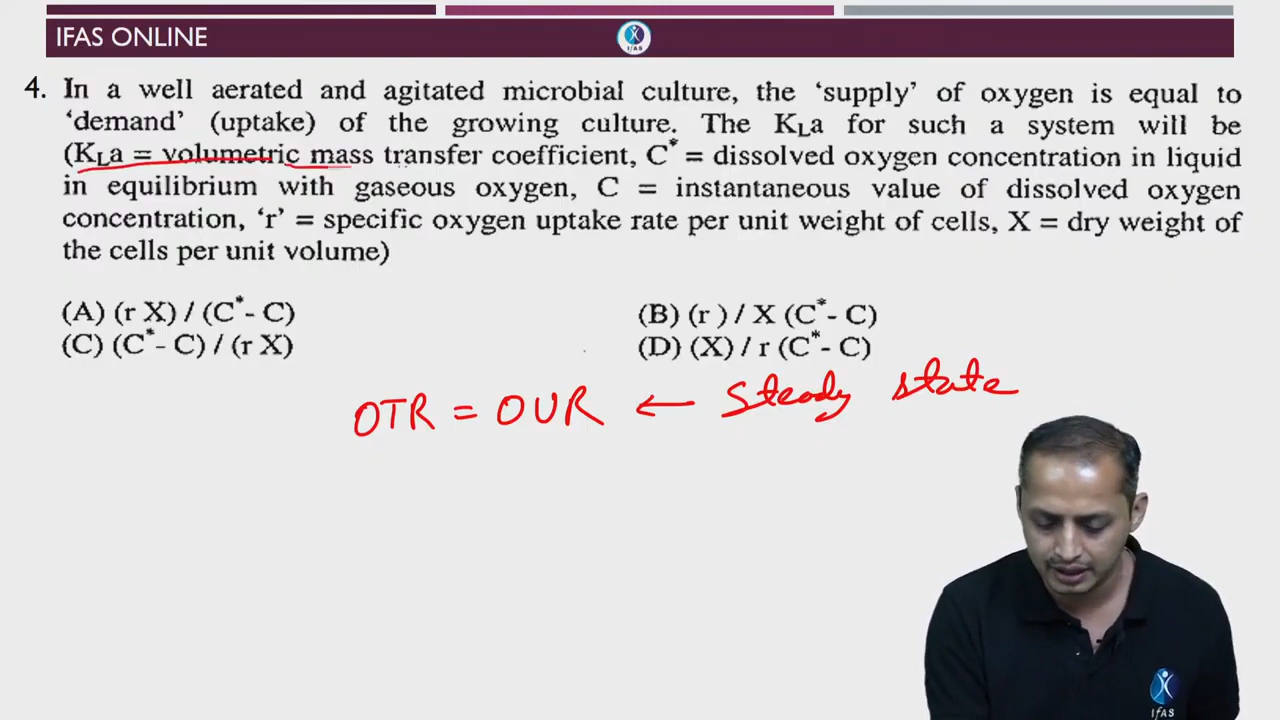 IFAS ONLINE
IFAS
4. In a well aerated and agitated microbial culture, the ‘supply’ of oxygen is equal to
‘demand’ (uptake) of the growing culture. The KLa for such a system will be
(KLa = volumetric mass transfer coefficient, C* = dissolved oxygen concentration in liquid
in equilibrium with gaseous oxygen, C = instantaneous value of dissolved oxygen
concentration, ‘r’ = specific oxygen uptake rate per unit weight of cells, X = dry weight of
the cells per unit volume)
(A) (r X) / (C*- C)
(B) (r ) / X (C*- C)
(C) (C*- C) / (r X)
(D) (X) / r (C*- C)
OTR = OUR ← Steady state
IFAS